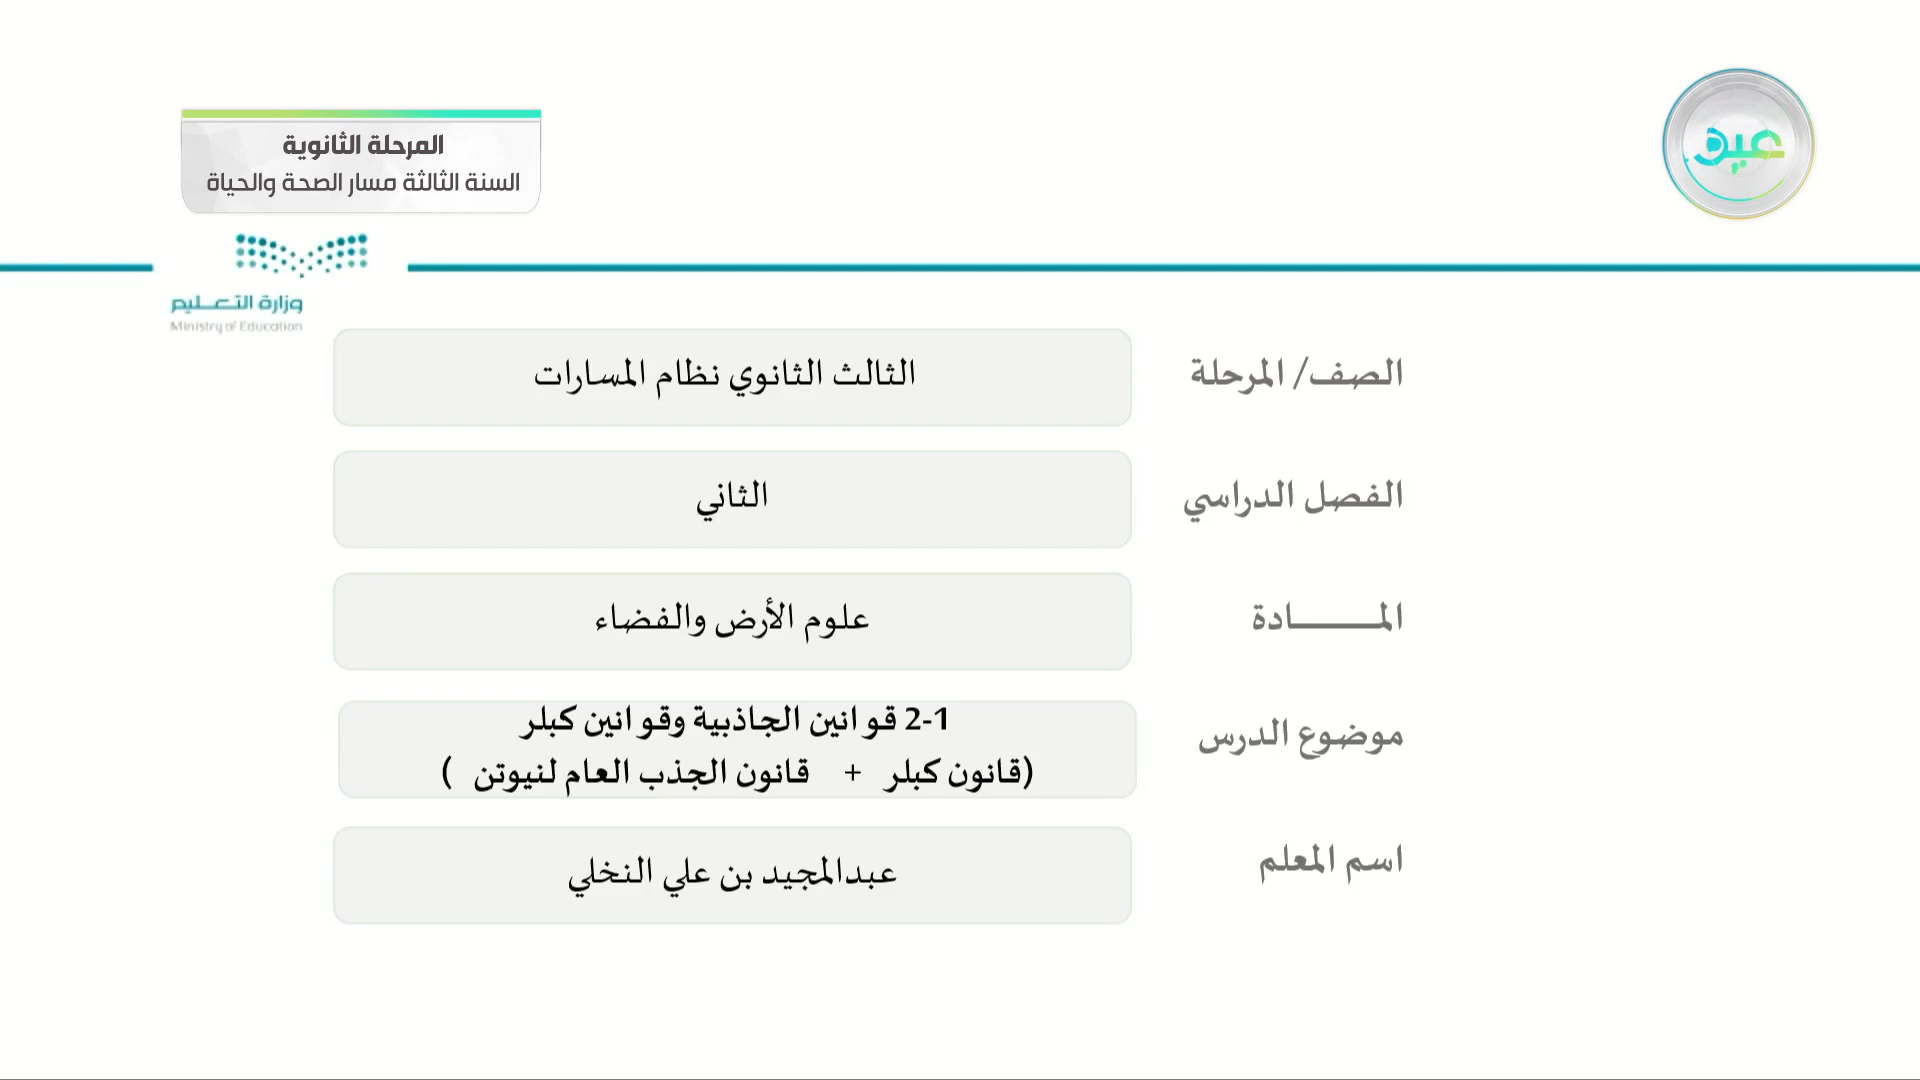 المرحلة الثانوية
السنة الثالثة مسار الصحة والحياة
عين
وزارة التعليم
Ministry of Education
الصف/ المرحلة
الثالث الثانوي نظام المسارات
الفصل الدراسي
الثاني
المــــــــــادة
علوم الأرض والفضاء
موضوع الدرس
2-1 قوانين الجاذبية وقوانين كبلر
(قانون كبلر + قانون الجذب العام لنيوتن )
اسم المعلم
عبدالمجيد بن علي النخلي